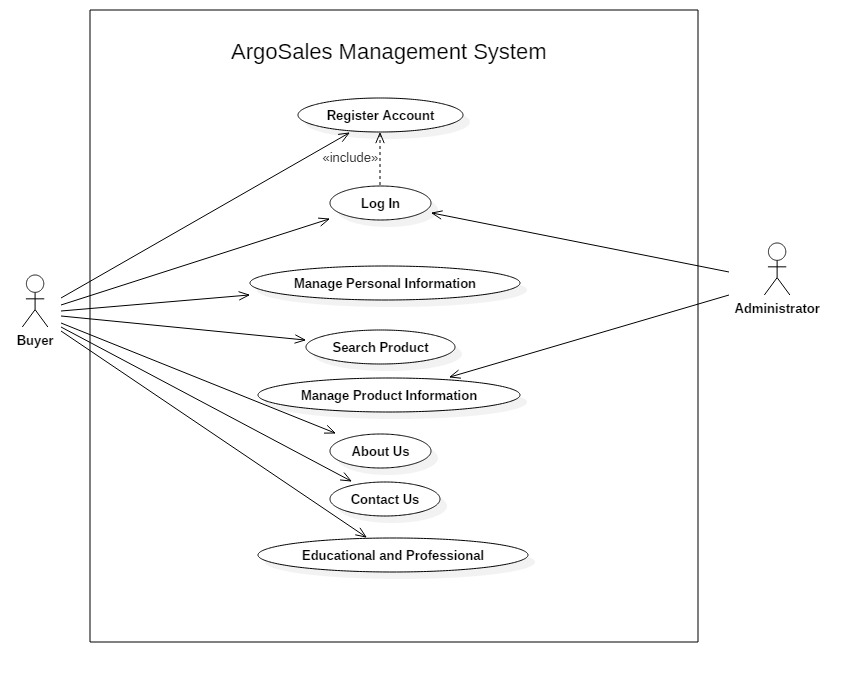 ArgoSales Management System
Register Account
«include»
Log In
Manage Personal Information
Buyer
Administrator
Search Product
Manage Product Information
About Us
Contact Us
Educational and Professional